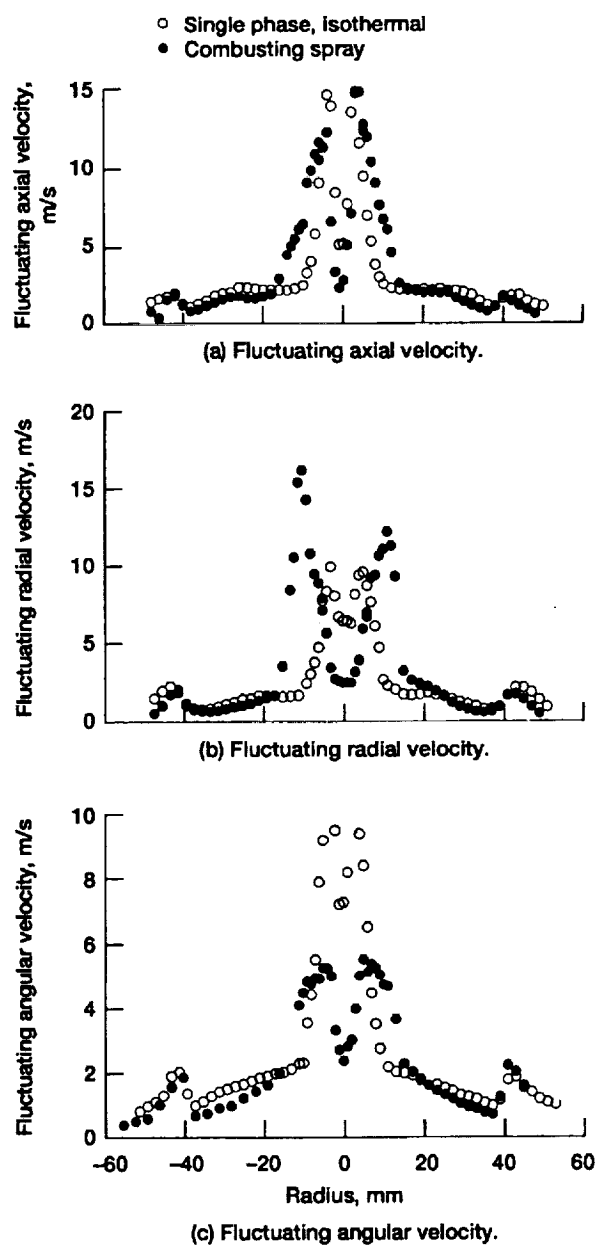 Single phase, isothermal
Combusting spray
Fluctuating axial velocity,
m/s
15
10
5
0
(a) Fluctuating axial velocity.
Fluctuating radial velocity, m/s
20
15
10
5
0
(b) Fluctuating radial velocity.
Fluctuating angular velocity, m/s
10
8
6
4
2
0
−60 −40 −20 0 20 40 60
Radius, mm
(c) Fluctuating angular velocity.